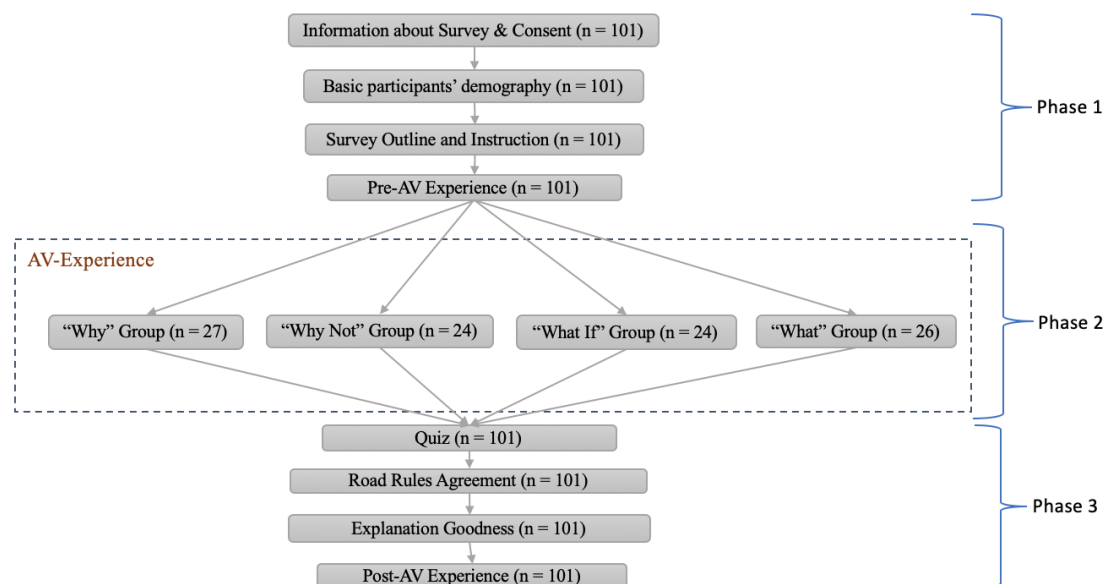 Information about Survey & Consent (n = 101)
Basic participants' demography (n = 101)
Phase 1
Survey Outline and Instruction (n = 101)
Pre-AV Experience (n = 101)
AV-Experience
“Why” Group (n = 27)
“Why Not” Group (n = 24)
“What If” Group (n = 24)
“What” Group (n = 26)
Phase 2
Quiz (n = 101)
Road Rules Agreement (n = 101)
Phase 3
Explanation Goodness (n = 101)
Post-AV Experience (n = 101)